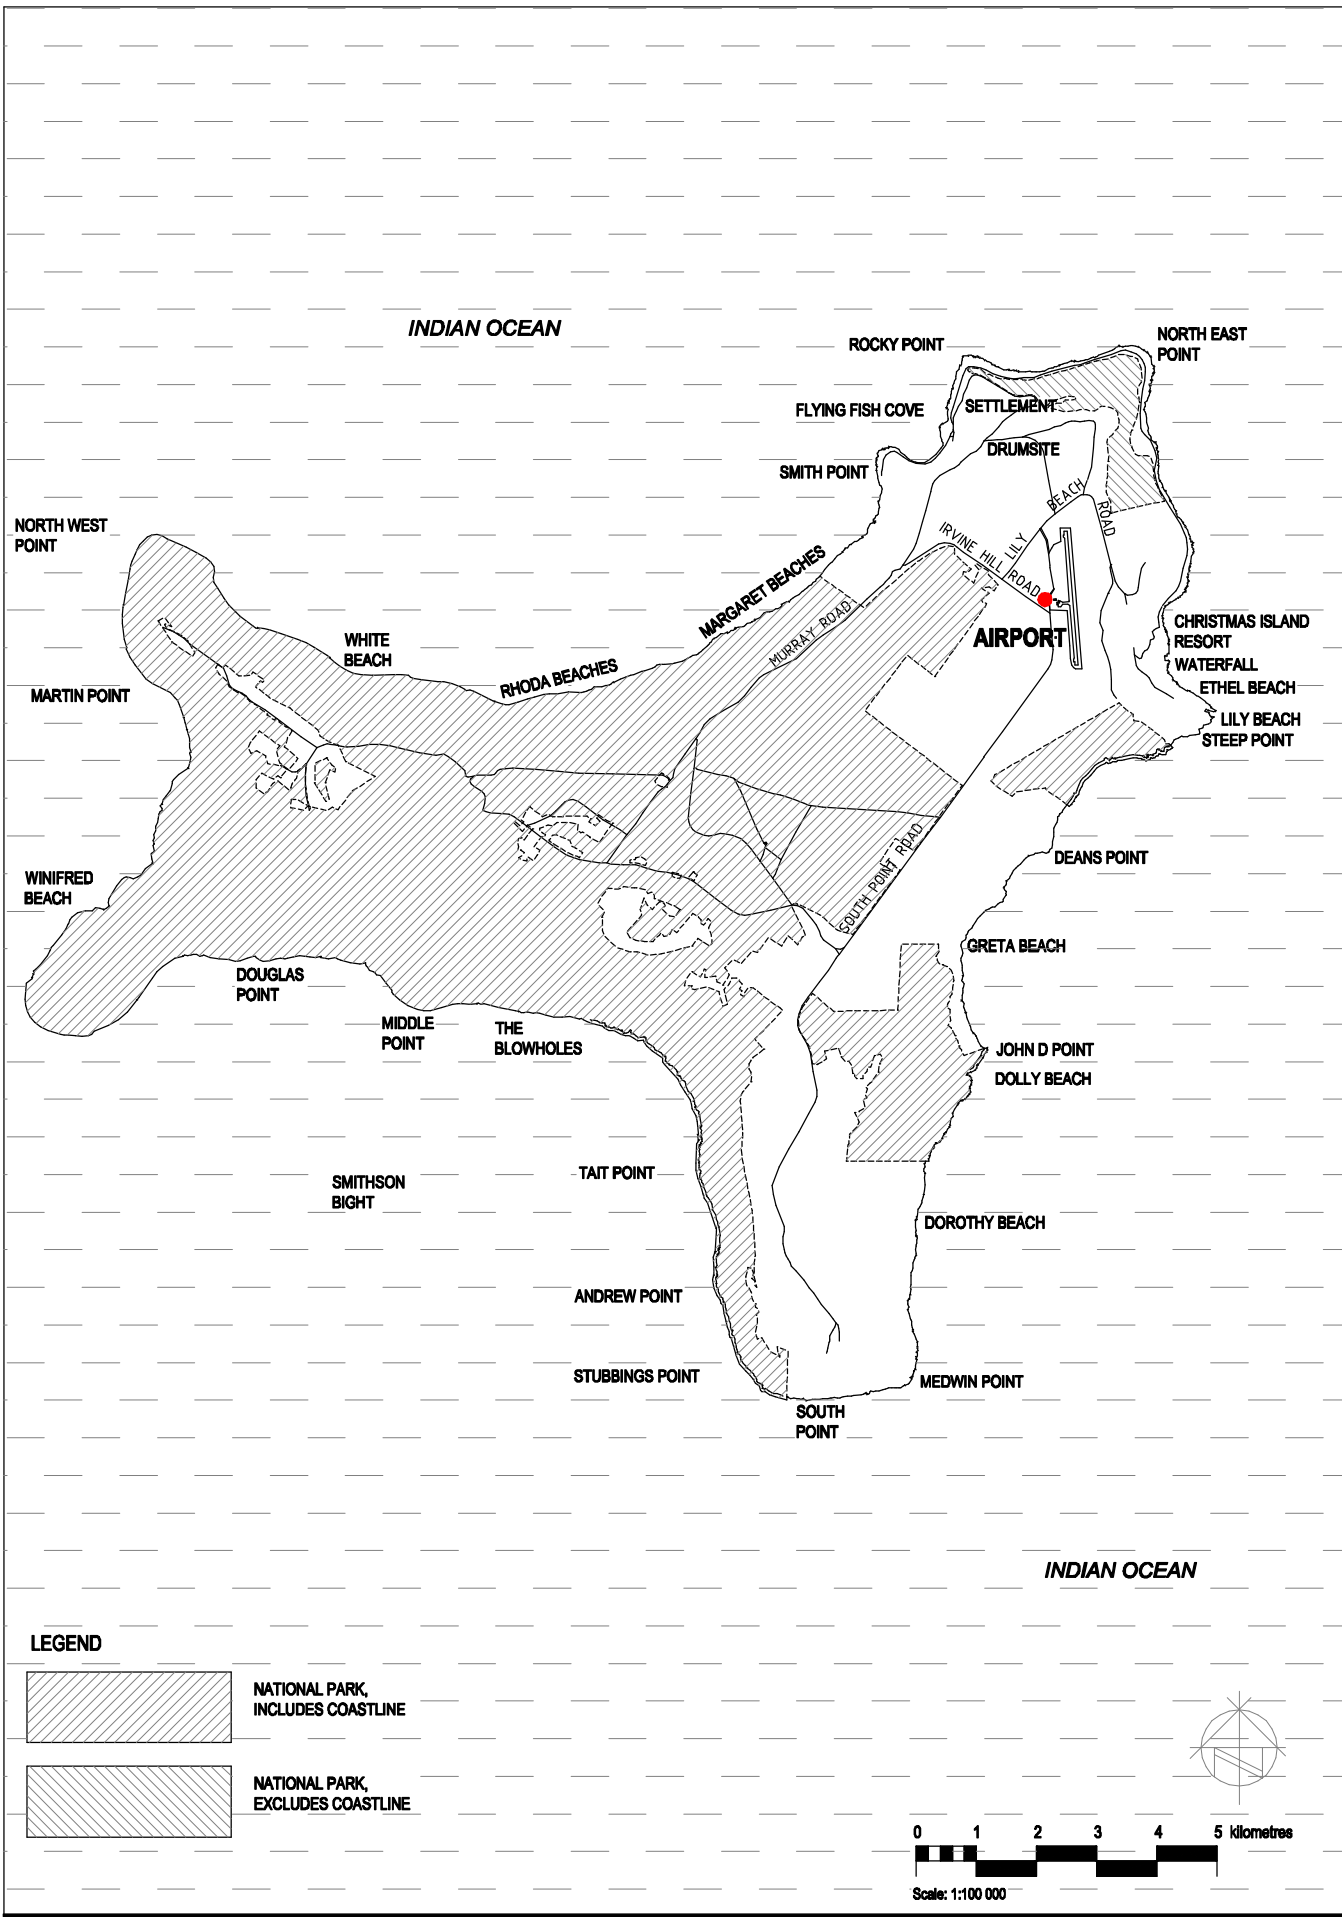 INDIAN OCEAN
ROCKY POINT
NORTH EAST
POINT
FLYING FISH COVE
SETTLEMENT
DRUMSITE
SMITH POINT
LILY BEACH ROAD
IRVINE HILL ROAD
NORTH WEST
POINT
MARGARET BEACHES
MURRAY ROAD
AIRPORT
CHRISTMAS ISLAND
RESORT
WATERFALL
ETHEL BEACH
LILY BEACH
STEEP POINT
WHITE
BEACH
RHODA BEACHES
MARTIN POINT
SOUTH POINT ROAD
DEANS POINT
WINIFRED
BEACH
GRETA BEACH
DOUGLAS
POINT
MIDDLE
POINT
THE
BLOWHOLES
JOHN D POINT
DOLLY BEACH
TAIT POINT
SMITHSON
BIGHT
DOROTHY BEACH
ANDREW POINT
STUBBINGS POINT
MEDWIN POINT
SOUTH
POINT
INDIAN OCEAN
LEGEND
NATIONAL PARK,
INCLUDES COASTLINE
NATIONAL PARK,
EXCLUDES COASTLINE
N
0 1 2 3 4 5 kilometres
Scale: 1:100 000